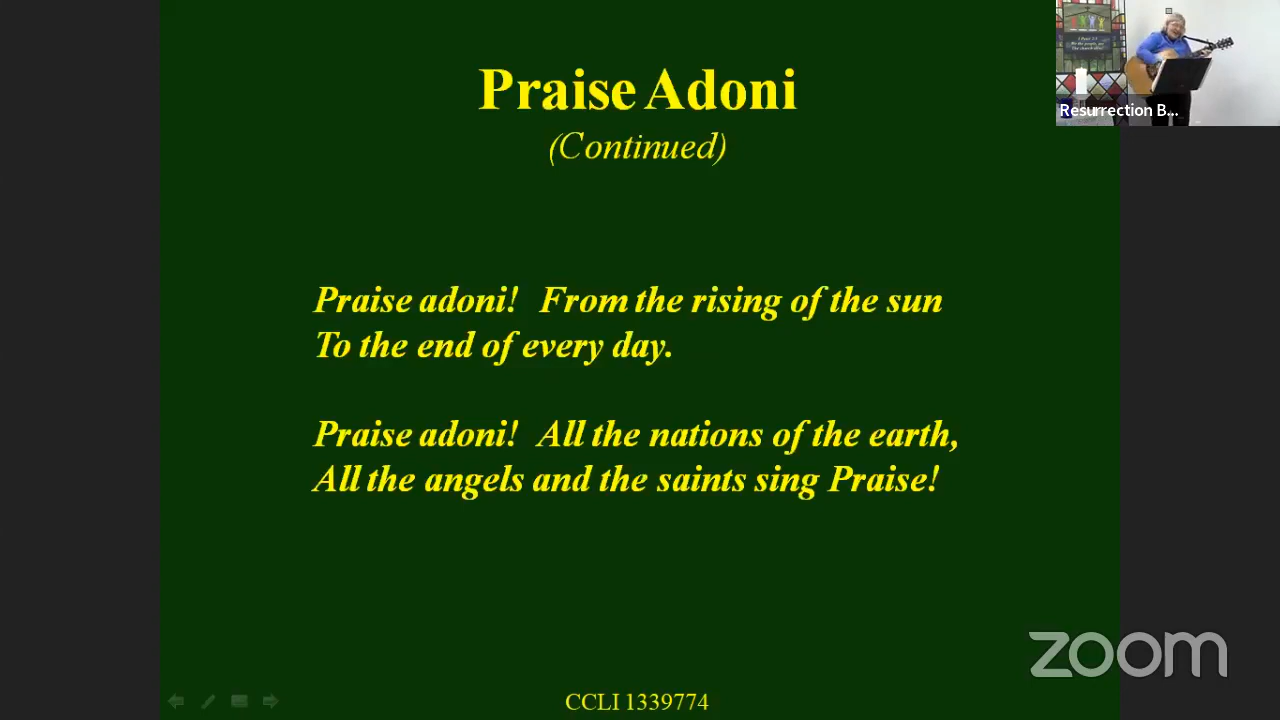 Praise Adoni
(Continued)
Resurrection B...
Praise adoni! From the rising of the sun
To the end of every day.
Praise adoni! All the nations of the earth,
All the angels and the saints sing Praise!
zoom
CCLI 1339774